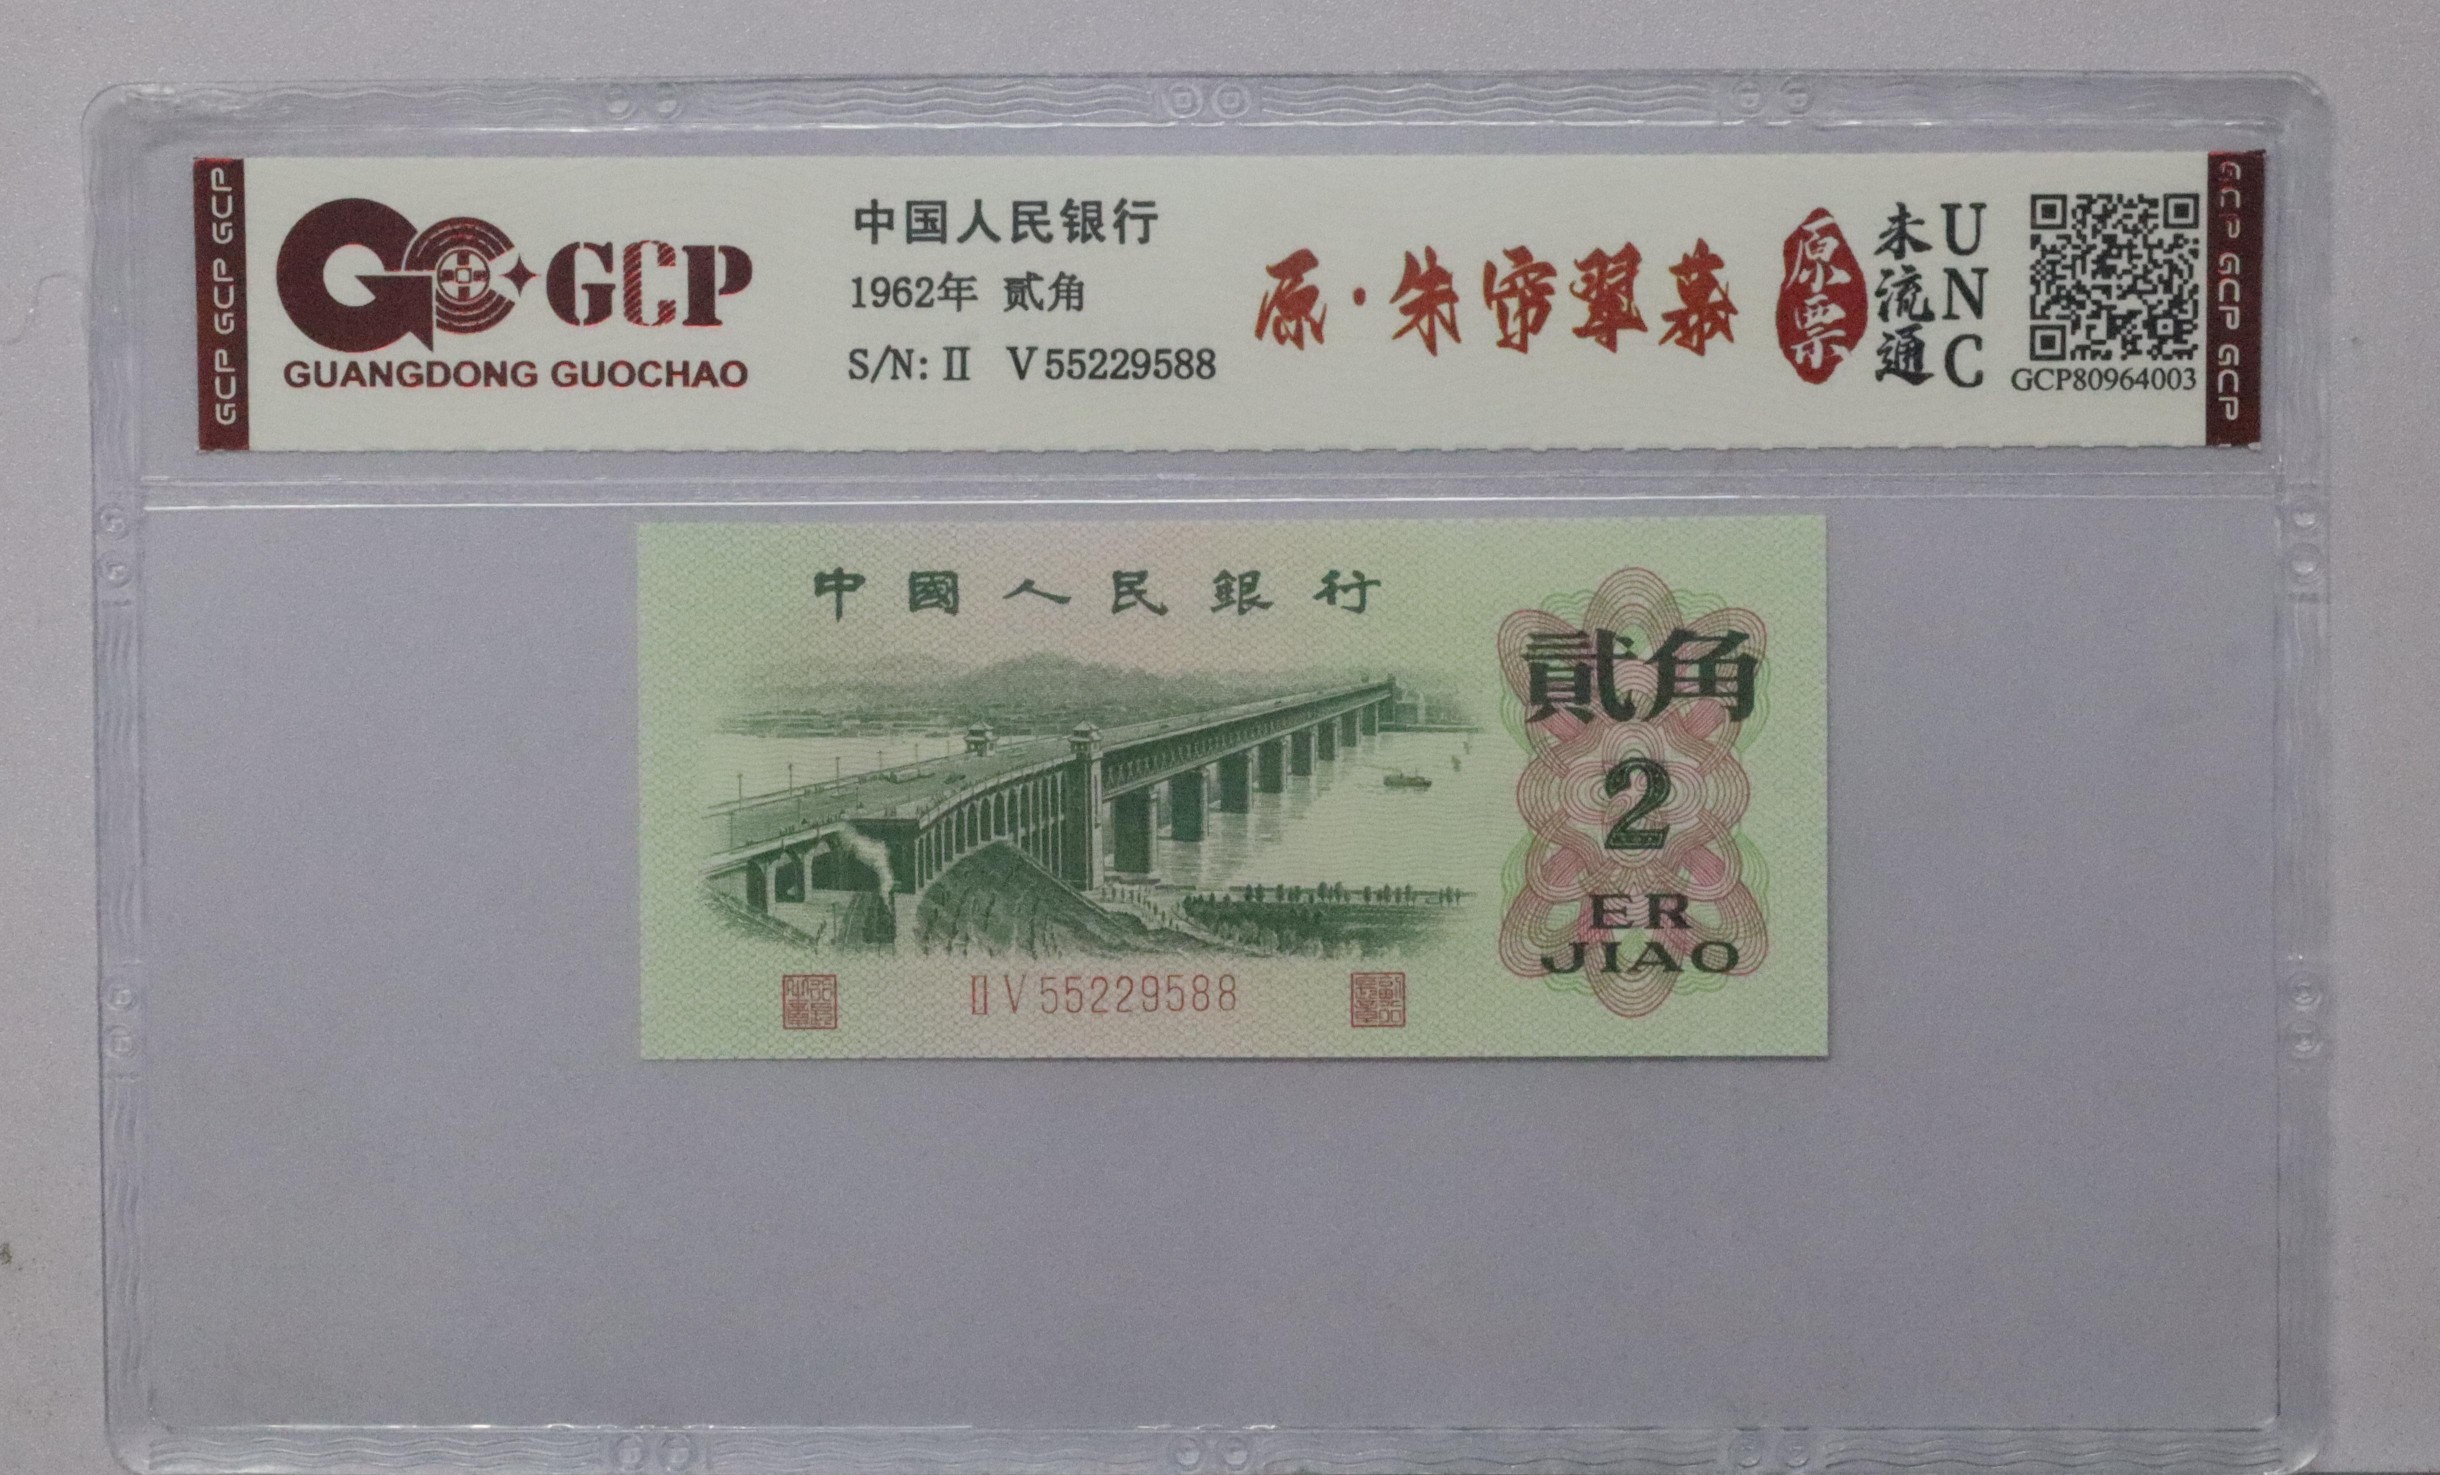 GCP GCP GCP
GCP
GUANGDONG GUOCHAO
中国人民银行
1962年 贰角
S/N: II V 55229588
原·朱帘翠幕
原票
未流通
UNC
GCP80964003
GCP GCP GCP
中國人民銀行
貳角
2
ER
JIAO
II V 55229588